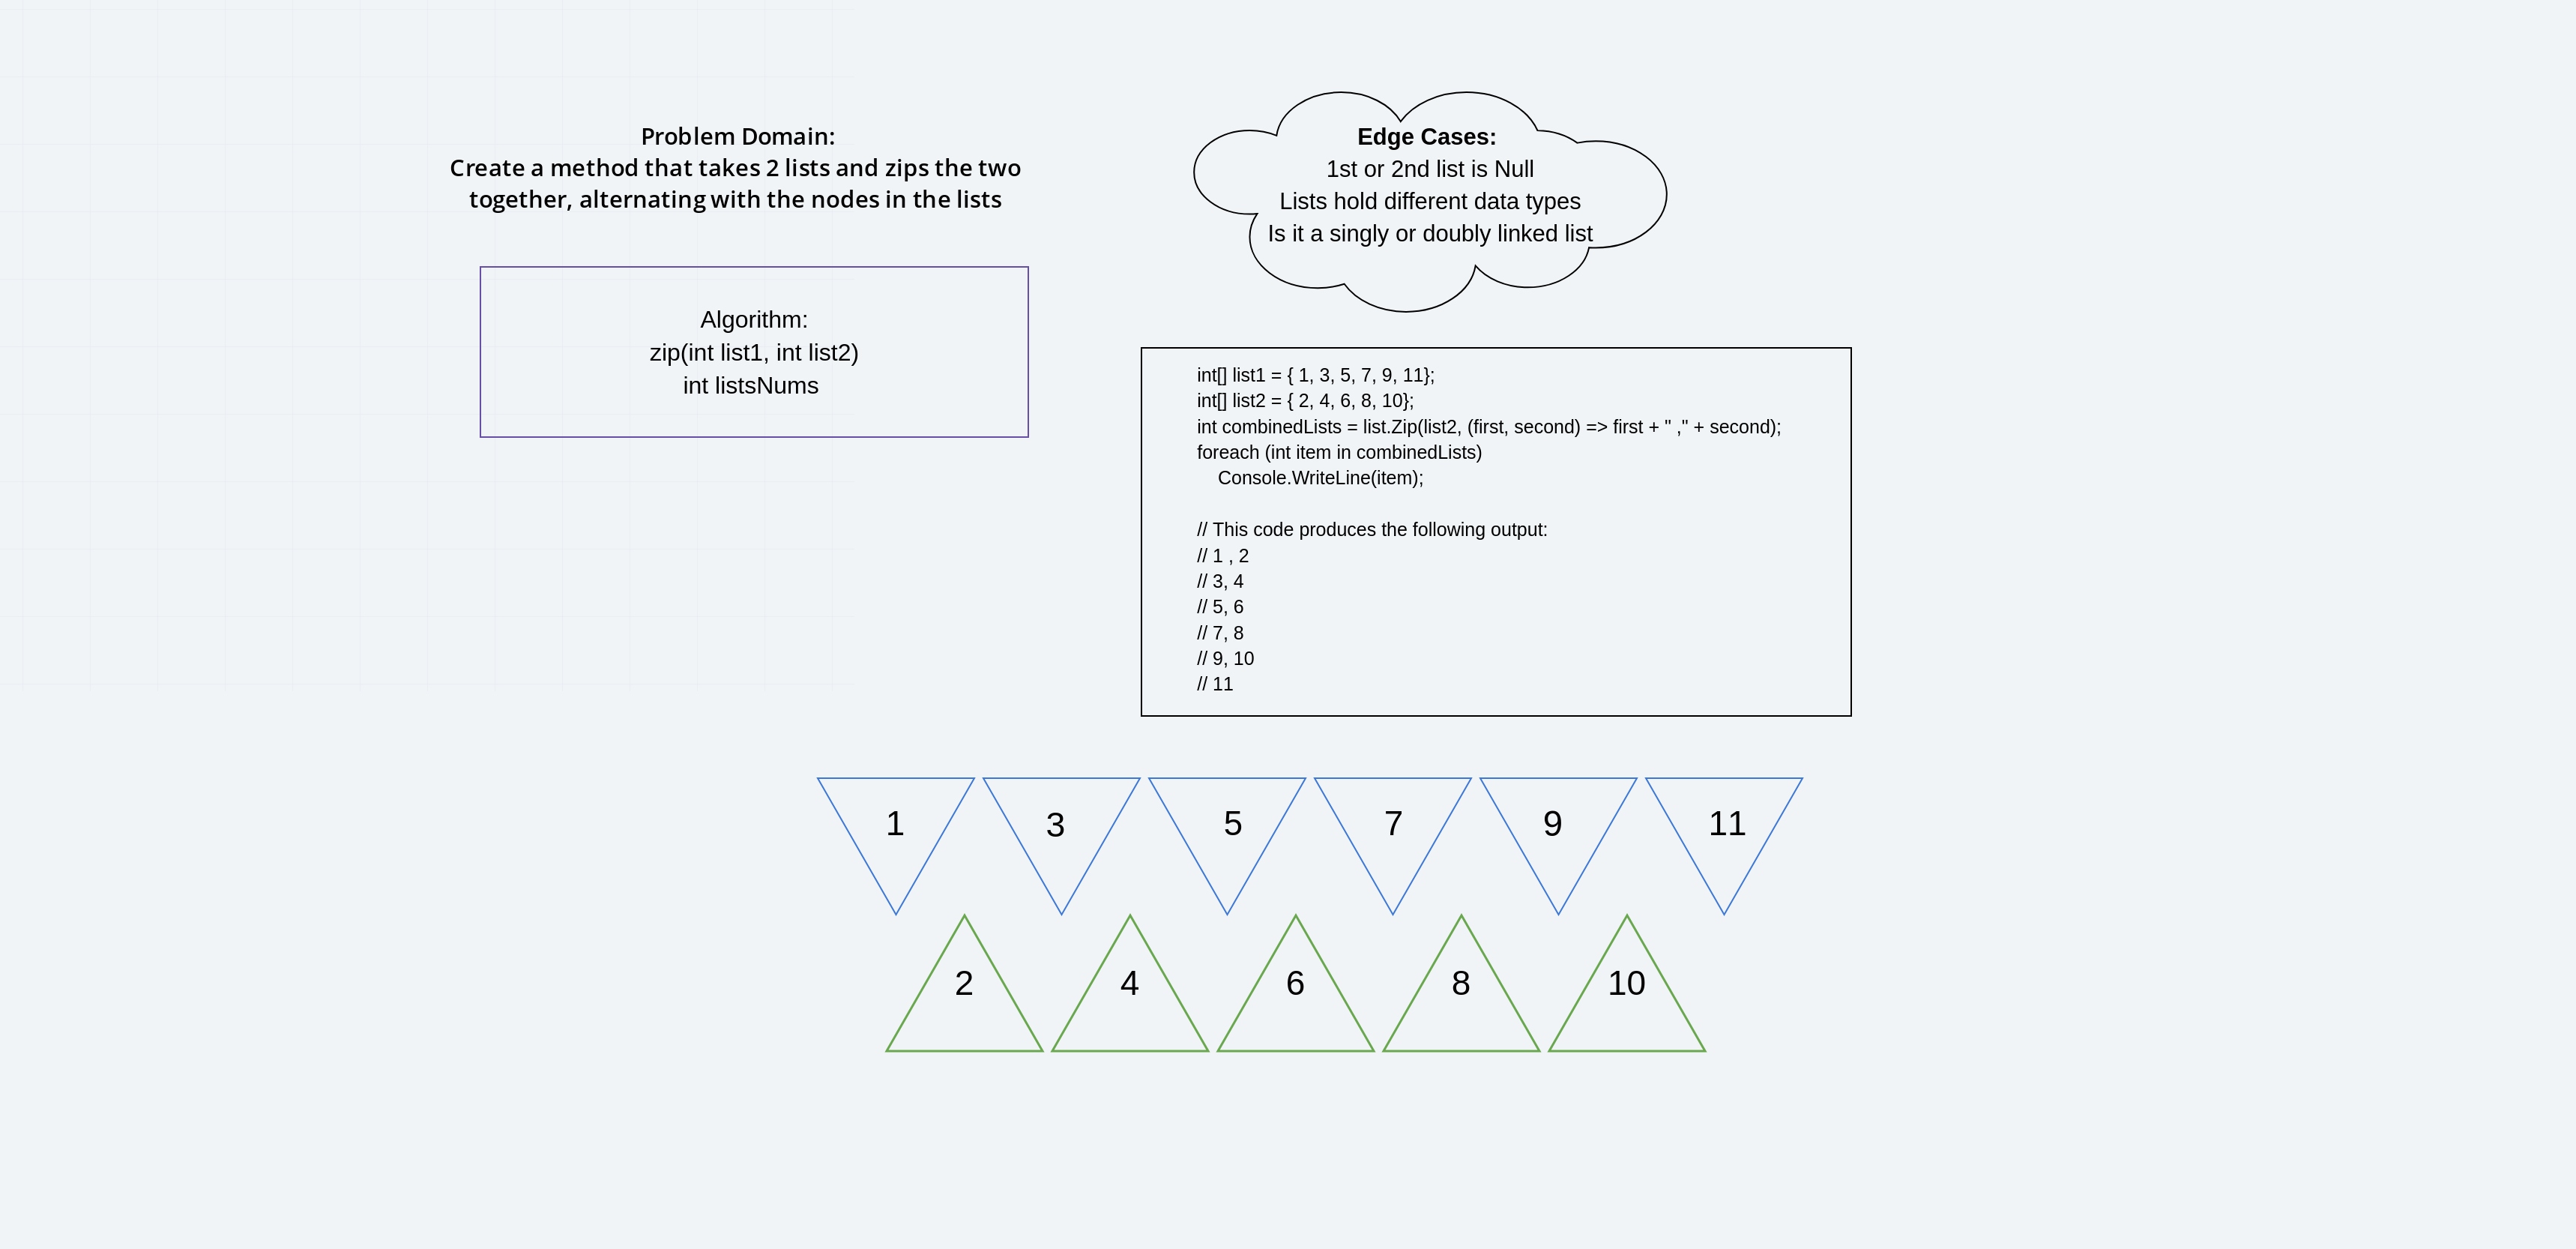 Problem Domain:
Create a method that takes 2 lists and zips the two
together, alternating with the nodes in the lists
Edge Cases:
1st or 2nd list is Null
Lists hold different data types
Is it a singly or doubly linked list
Algorithm:
zip(int list1, int list2)
int listsNums
int[] list1 = { 1, 3, 5, 7, 9, 11};
int[] list2 = { 2, 4, 6, 8, 10};
int combinedLists = list.Zip(list2, (first, second) => first + " ," + second);
foreach (int item in combinedLists)
    Console.WriteLine(item);
// This code produces the following output:
// 1 , 2
// 3, 4
// 5, 6
// 7, 8
// 9, 10
// 11
1 3 5 7 9 11
2 4 6 8 10